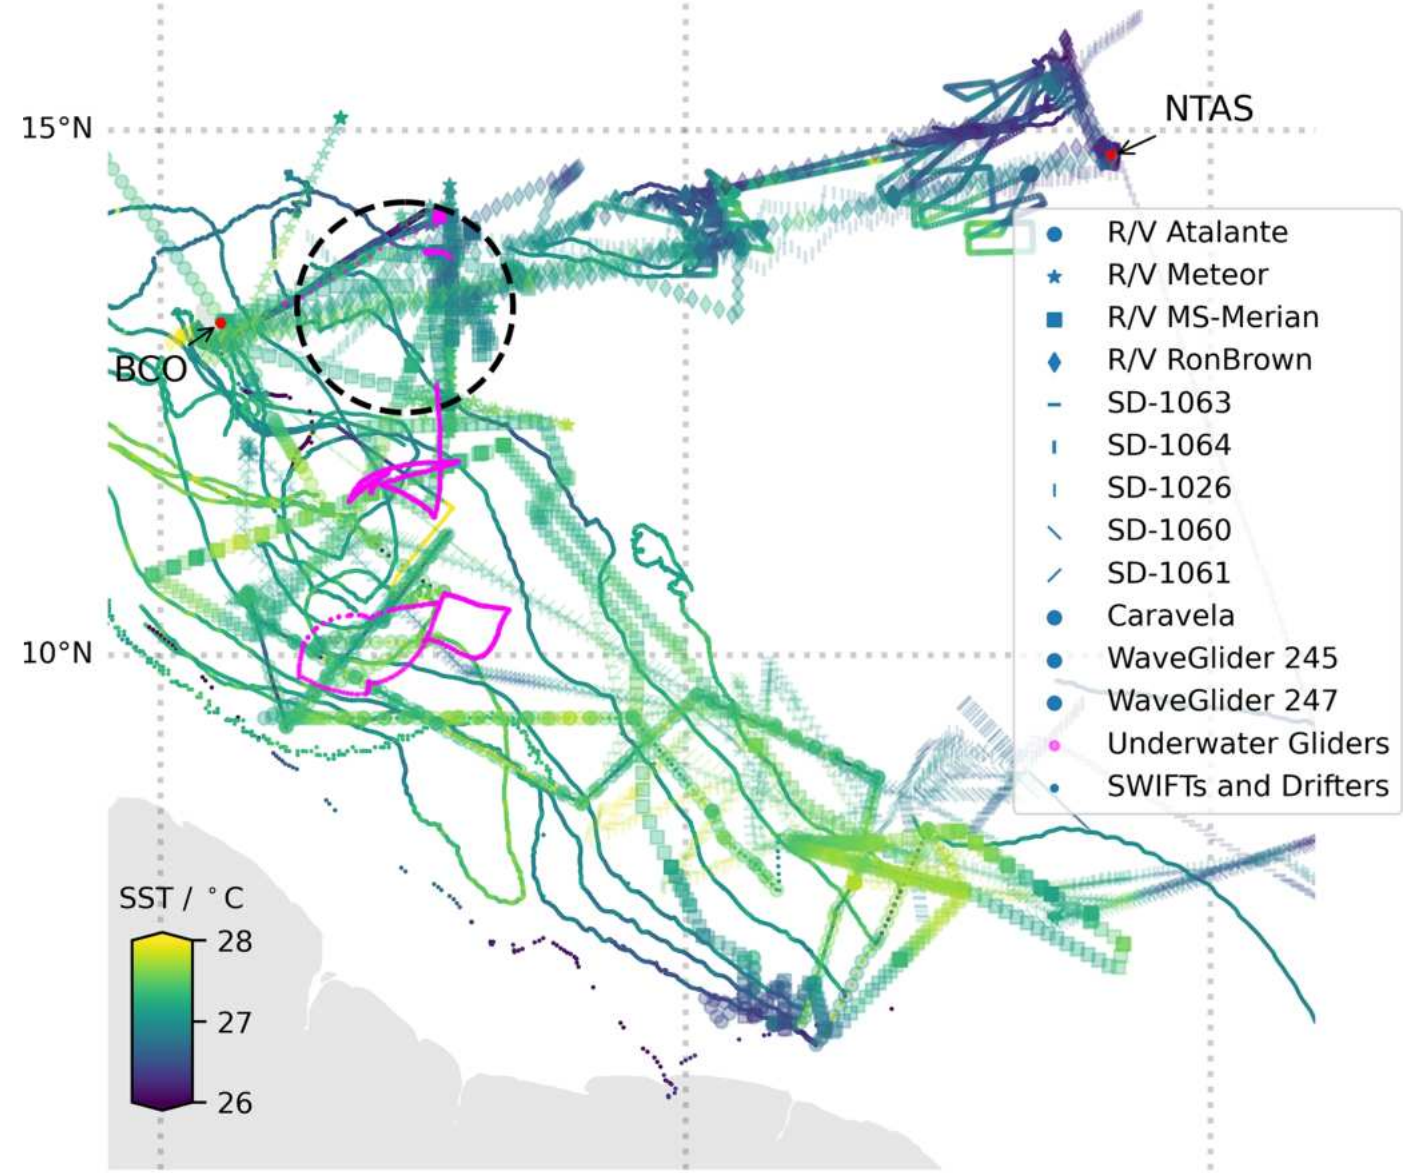 15°N
NTAS
R/V Atalante
R/V Meteor
R/V MS-Merian
R/V RonBrown
BCO
SD-1063
SD-1064
SD-1026
SD-1060
SD-1061
Caravela
10°N
WaveGlider 245
WaveGlider 247
Underwater Gliders
SWIFTs and Drifters
SST / °C
28
27
26